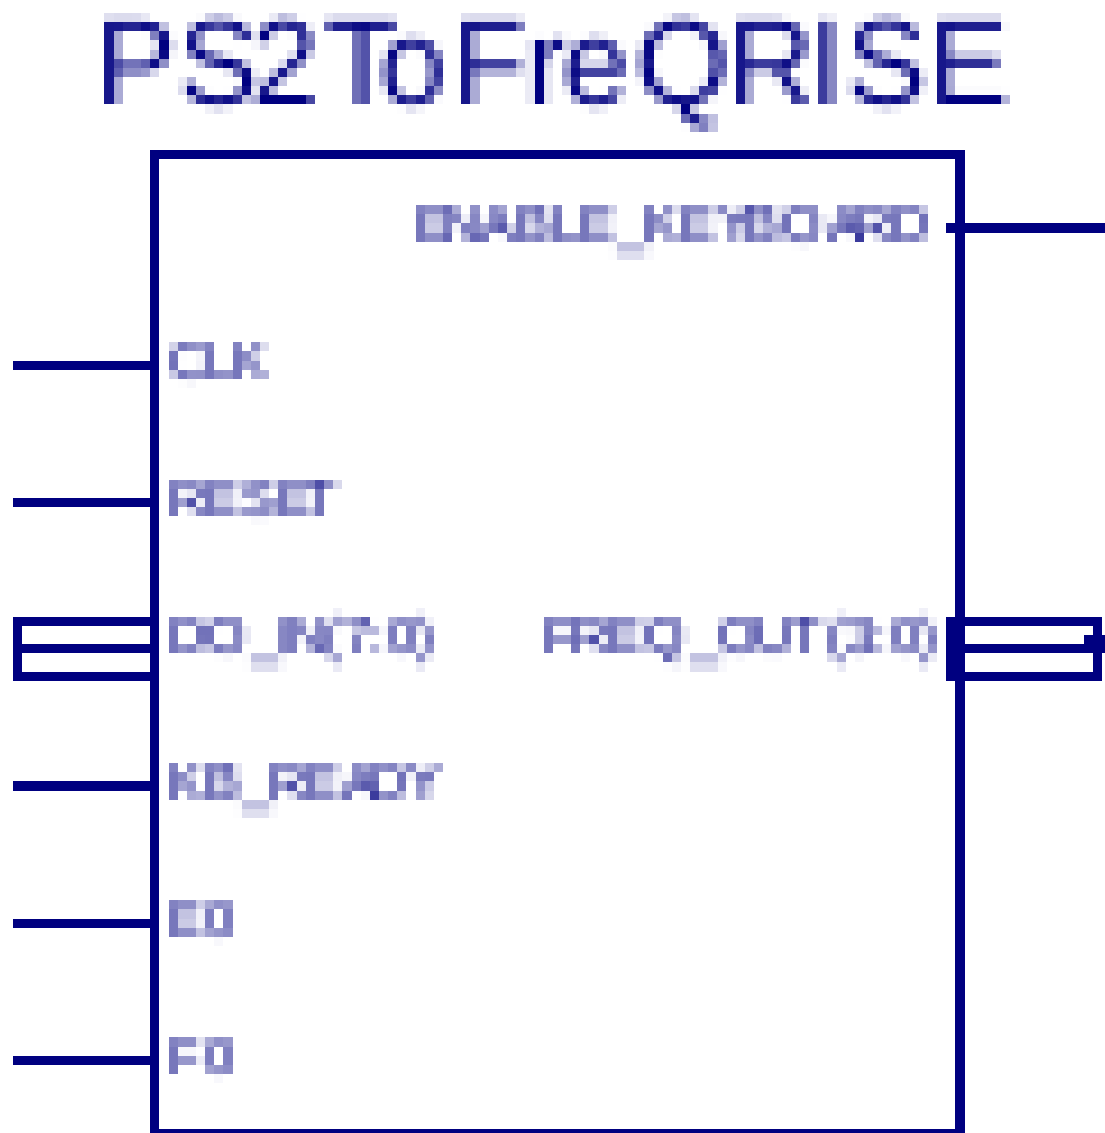 PS2ToFreQRISE
ENABLE_KEYBOARD
CLK
RESET
DO_IN(7:0) FREQ_OUT(3:0)
KB_READY
E0
F0